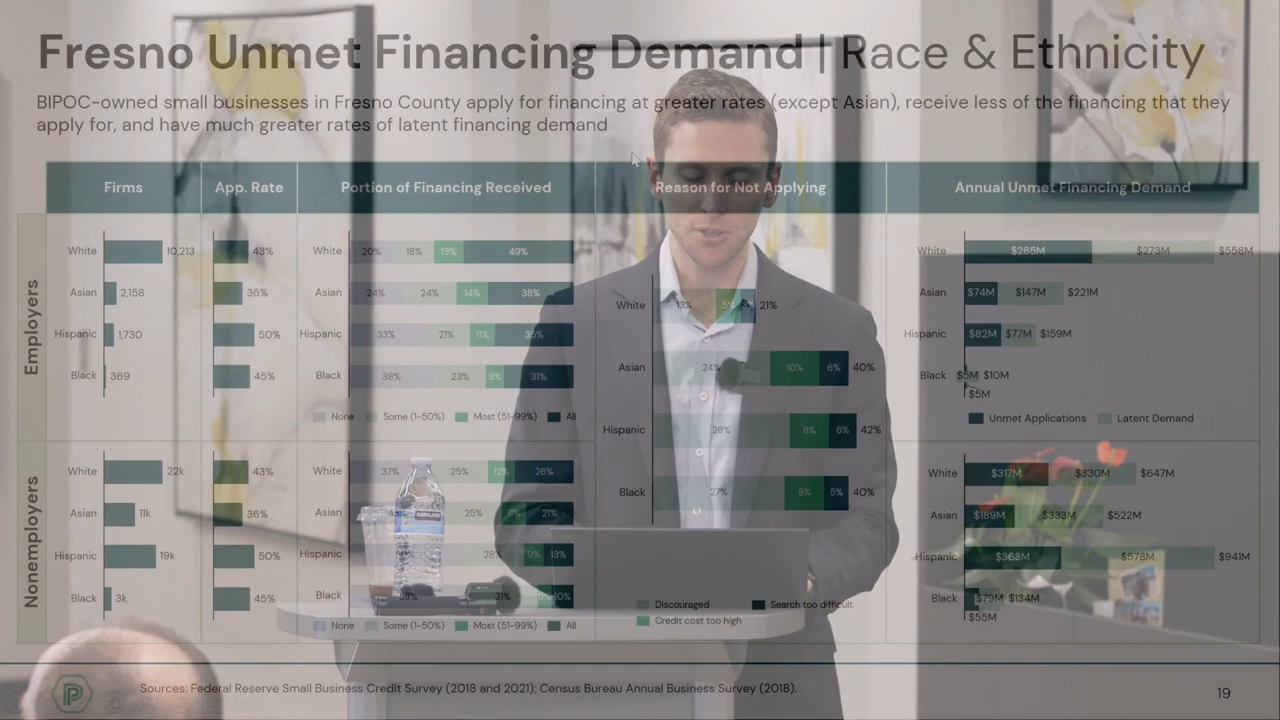 Fresno Unmet Financing Demand | Race & Ethnicity
BIPOC-owned small businesses in Fresno County apply for financing at greater rates (except Asian), receive less of the financing that they
apply for, and have much greater rates of latent financing demand
Firms App. Rate Portion of Financing Received Reason for Not Applying Annual Unmet Financing Demand
Employers
White 10,213
Asian 2,158
Hispanic 1,730
Black 369
43%
36%
50%
45%
White 20% 18% 13% 49%
Asian 24% 24% 14% 38%
Hispanic 33% 21% 11% 35%
Black 38% 23% 8% 31%
None Some (1-50%) Most (51-99%) All
White 13% 5% 21%
Asian 24% 10% 6% 40%
Hispanic 28% 8% 6% 42%
Black 27% 8% 5% 40%
Discouraged Search too difficult
Credit cost too high
White $285M $273M $558M
Asian $74M $147M $221M
Hispanic $82M $77M $159M
Black $5M $10M
$5M
Unmet Applications Latent Demand
Nonemployers
White 22k
Asian 11k
Hispanic 19k
Black 3k
43%
36%
50%
45%
White 37% 25% 12% 26%
Asian 25% 11% 21%
Hispanic 28% 9% 13%
Black 31% 10%
None Some (1-50%) Most (51-99%) All
White $317M $330M $647M
Asian $189M $333M $522M
Hispanic $363M $578M $941M
Black $79M $134M
$55M
P
Sources: Federal Reserve Small Business Credit Survey (2018 and 2021); Census Bureau Annual Business Survey (2018).
19